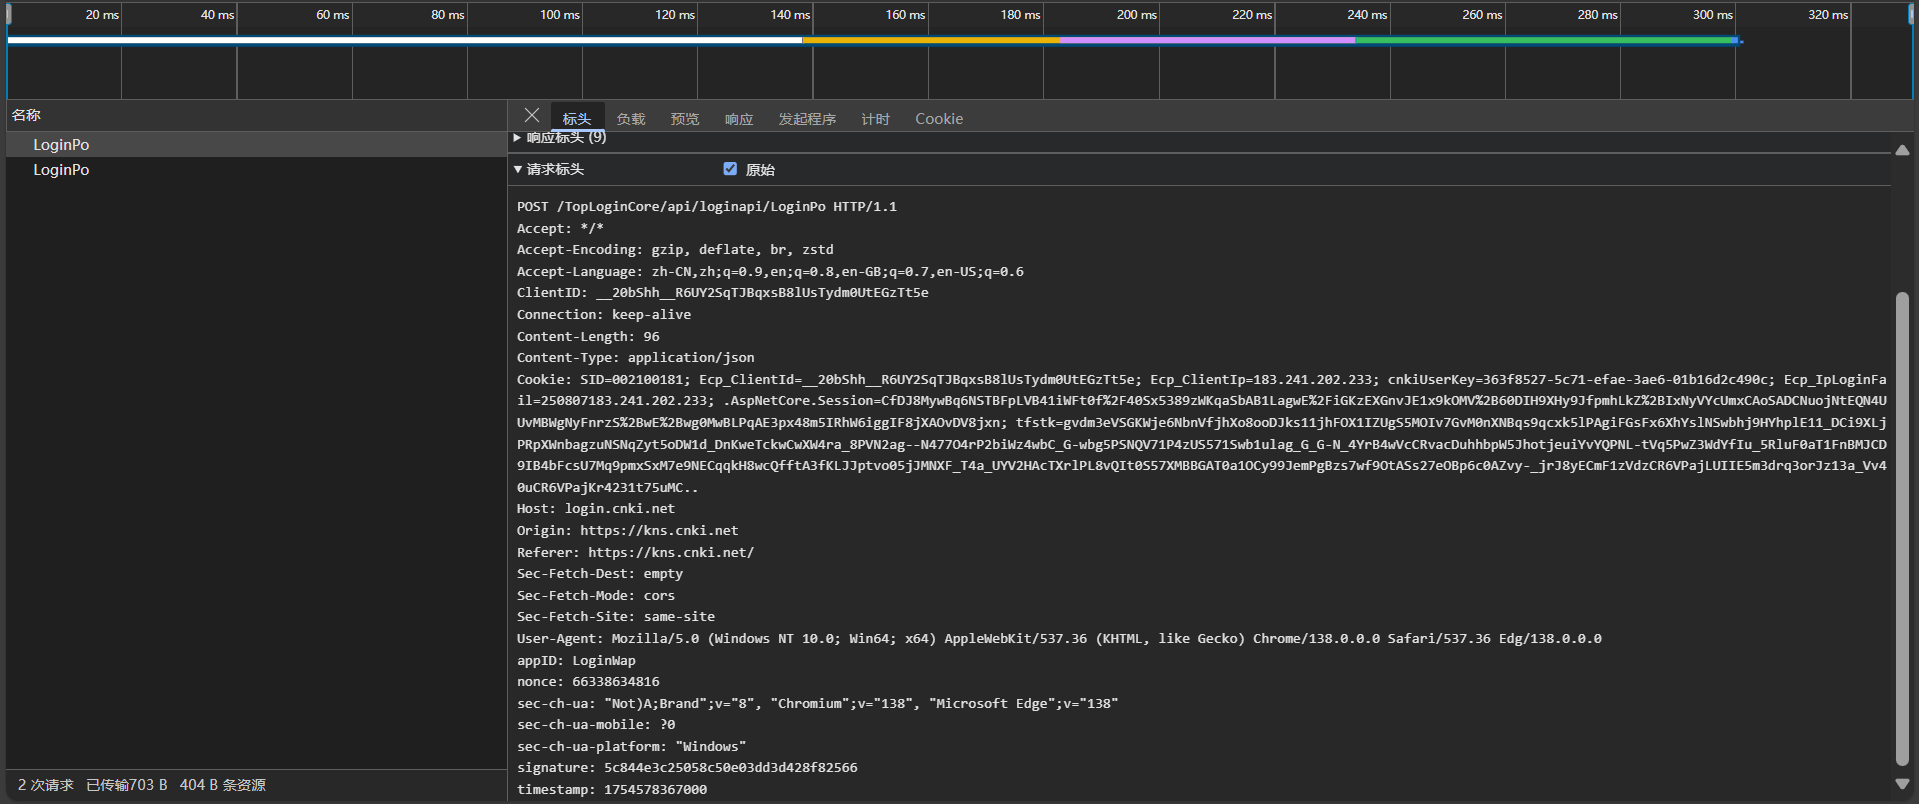 20 ms 40 ms 60 ms 80 ms 100 ms 120 ms 140 ms 160 ms 180 ms 200 ms 220 ms 240 ms 260 ms 280 ms 300 ms 320 ms
名称
LoginPo
LoginPo
2 次请求 已传输703 B 404 B 条资源
标头 负载 预览 响应 发起程序 计时 Cookie
响应标头 (9)
请求标头 原始
POST /TopLoginCore/api/loginapi/LoginPo HTTP/1.1
Accept: */*
Accept-Encoding: gzip, deflate, br, zstd
Accept-Language: zh-CN,zh;q=0.9,en;q=0.8,en-GB;q=0.7,en-US;q=0.6
ClientID: __20bShh__R6UY2SqTJBqxsB8lUsTydm0UtEGzTt5e
Connection: keep-alive
Content-Length: 96
Content-Type: application/json
Cookie: SID=002100181; Ecp_ClientId=__20bShh__R6UY2SqTJBqxsB8lUsTydm0UtEGzTt5e; Ecp_ClientIp=183.241.202.233; cnkiUserKey=363f8527-5c71-efae-3ae6-01b16d2c490c; Ecp_IpLoginFa
il=250807183.241.202.233; .AspNetCore.Session=CfDJ8MywBq6NSTBFpLVB41iWFt0f%2F40Sx5389zWKqaSbAB1LagwE%2FiGKzEXGnvJE1x9kOMV%2B60DIH9XHy9JfpmhLkZ%2BIxNyVYcUmxCAoSADCNuojNtEQN4U
UvMBWgNyFnrzS%2BwE%2Bwg0MwBLPqAE3px48m5IRhW6iggIF8jXAOvDV8jxn; tfstk=gvdm3eVSGKWje6NbnVfjhXo8ooDJks11jhFOX1IZUgS5MOIv7GvM0nXNBqs9qcxk5lPAgiFGsFx6XhYslNSwbhj9HYhplE11_DCi9XLj
PRpXWnbagzuNSNqZyt5oDW1d_DnKweTckwCwXW4ra_8PVN2ag--N477O4rP2biWz4wbC_G-wbg5PSNQV71P4zUS571Swb1ulag_G_G-N_4YrB4wVcCRvacDuhhbpW5JhotjeuiYvYQPNL-tVq5PwZ3WdYfIu_5RluF0aT1FnBMJCD
9IB4bFcsU7Mq9pmxSxM7e9NECqqkH8wcQfftA3fKLJJptvo05jJMNXF_T4a_UYV2HAcTXrlPL8vQIt0S57XMBBGAT0a1OCy99JemPgBzs7wf9OtASs27eOBp6c0AZvy-_jrJ8yECmF1zVdzCR6VPajLUIIE5m3drq3orJz13a_Vv4
0uCR6VPajKr4231t75uMC..
Host: login.cnki.net
Origin: https://kns.cnki.net
Referer: https://kns.cnki.net/
Sec-Fetch-Dest: empty
Sec-Fetch-Mode: cors
Sec-Fetch-Site: same-site
User-Agent: Mozilla/5.0 (Windows NT 10.0; Win64; x64) AppleWebKit/537.36 (KHTML, like Gecko) Chrome/138.0.0.0 Safari/537.36 Edg/138.0.0.0
appID: LoginWap
nonce: 66338634816
sec-ch-ua: "Not)A;Brand";v="8", "Chromium";v="138", "Microsoft Edge";v="138"
sec-ch-ua-mobile: ?0
sec-ch-ua-platform: "Windows"
signature: 5c844e3c25058c50e03dd3d428f82566
timestamp: 1754578367000